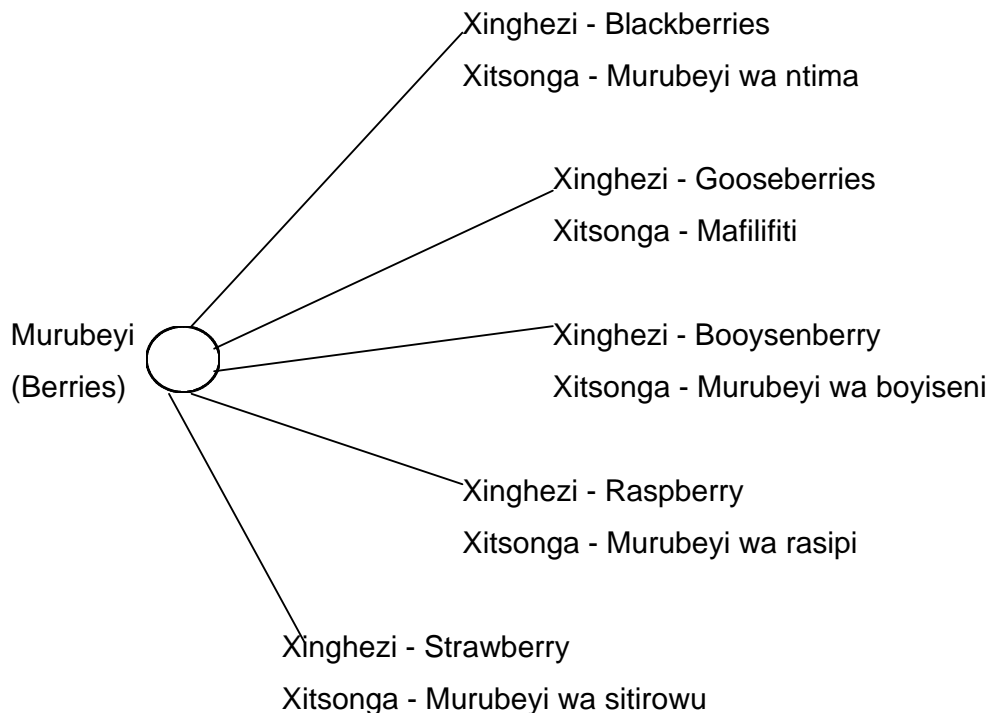 Xinghezi - Blackberries
Xitsonga - Murubeyi wa ntima
Xinghezi - Gooseberries
Xitsonga - Mafilifiti
Murubeyi
(Berries)
Xinghezi - Booysenberry
Xitsonga - Murubeyi wa boyiseni
Xinghezi - Raspberry
Xitsonga - Murubeyi wa rasipi
Xinghezi - Strawberry
Xitsonga - Murubeyi wa sitirowu